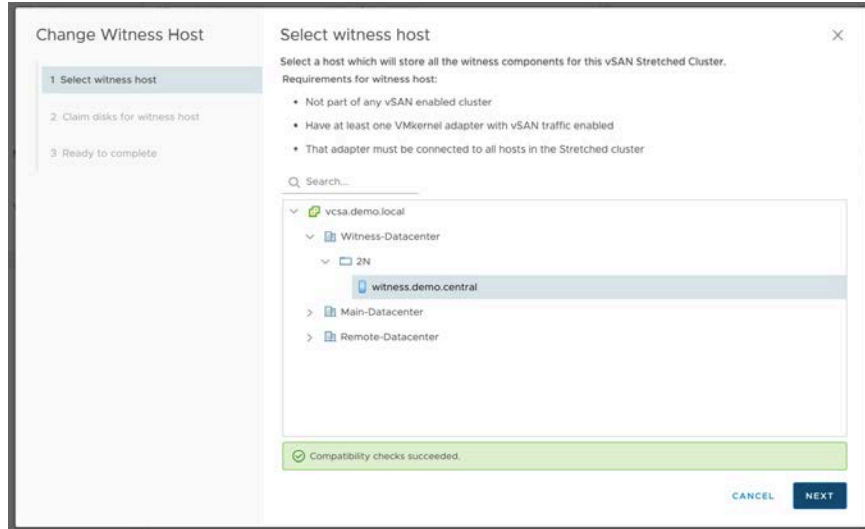 Change Witness Host
1 Select witness host
2 Claim disks for witness host
3 Ready to complete
Select witness host
Select a host which will store all the witness components for this vSAN Stretched Cluster.
Requirements for witness host:
• Not part of any vSAN enabled cluster
• Have at least one VMkernel adapter with vSAN traffic enabled
• That adapter must be connected to all hosts in the Stretched cluster
Search...
vcsa.demo.local
Witness-Datacenter
2N
witness.demo.central
Main-Datacenter
Remote-Datacenter
Compatibility checks succeeded.
CANCEL NEXT